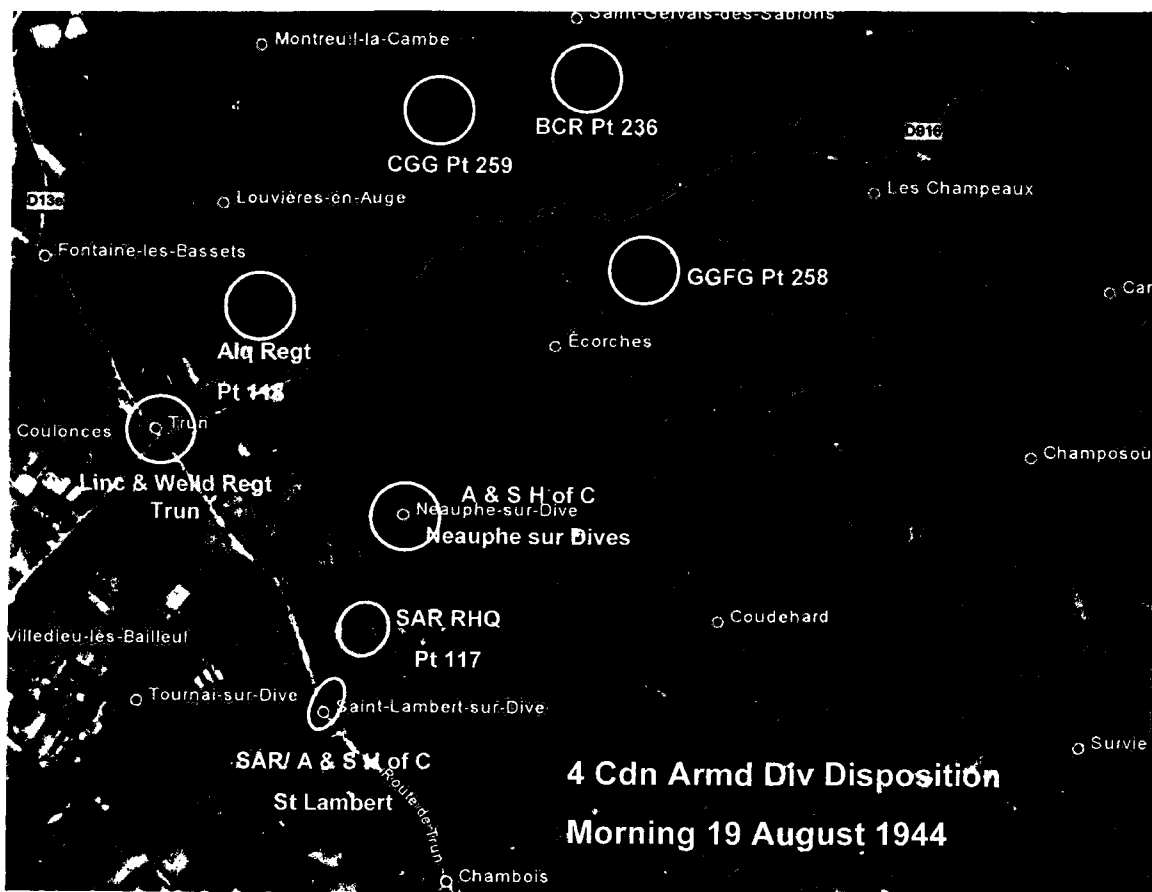 Saint-Gervais-des-Sablons
Montreuil-la-Cambe
BCR Pt 236
D916
CGG Pt 259
Les Champeaux
Louvières-en-Auge
D13
Fontaine-les-Bassets
GGFG Pt 258
Écorches
Alq Regt
Pt 118
Trun
Coulonces
Champosou
Linc & Welld Regt
Trun
A & S H of C
Neauphe-sur-Dive
Neauphe sur Dives
SAR RHQ
Pt 117
Coudehard
Villedieu-lès-Bailleul
Tournai-sur-Dive
Saint-Lambert-sur-Dive
Survie
SAR/ A & S H of C
St Lambert
Route-de-Trun
4 Cdn Armd Div Disposition
Morning 19 August 1944
Chambois